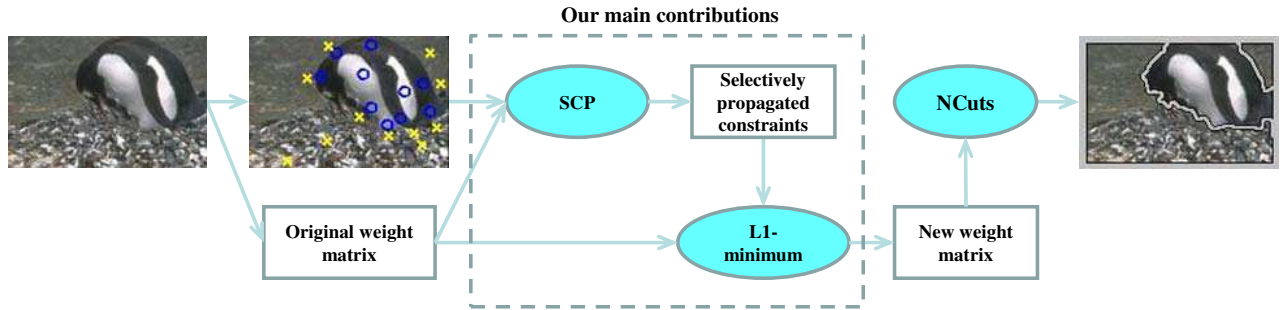 Our main contributions
SCP
Selectively
propagated
constraints
NCuts
Original weight
matrix
L1-
minimum
New weight
matrix